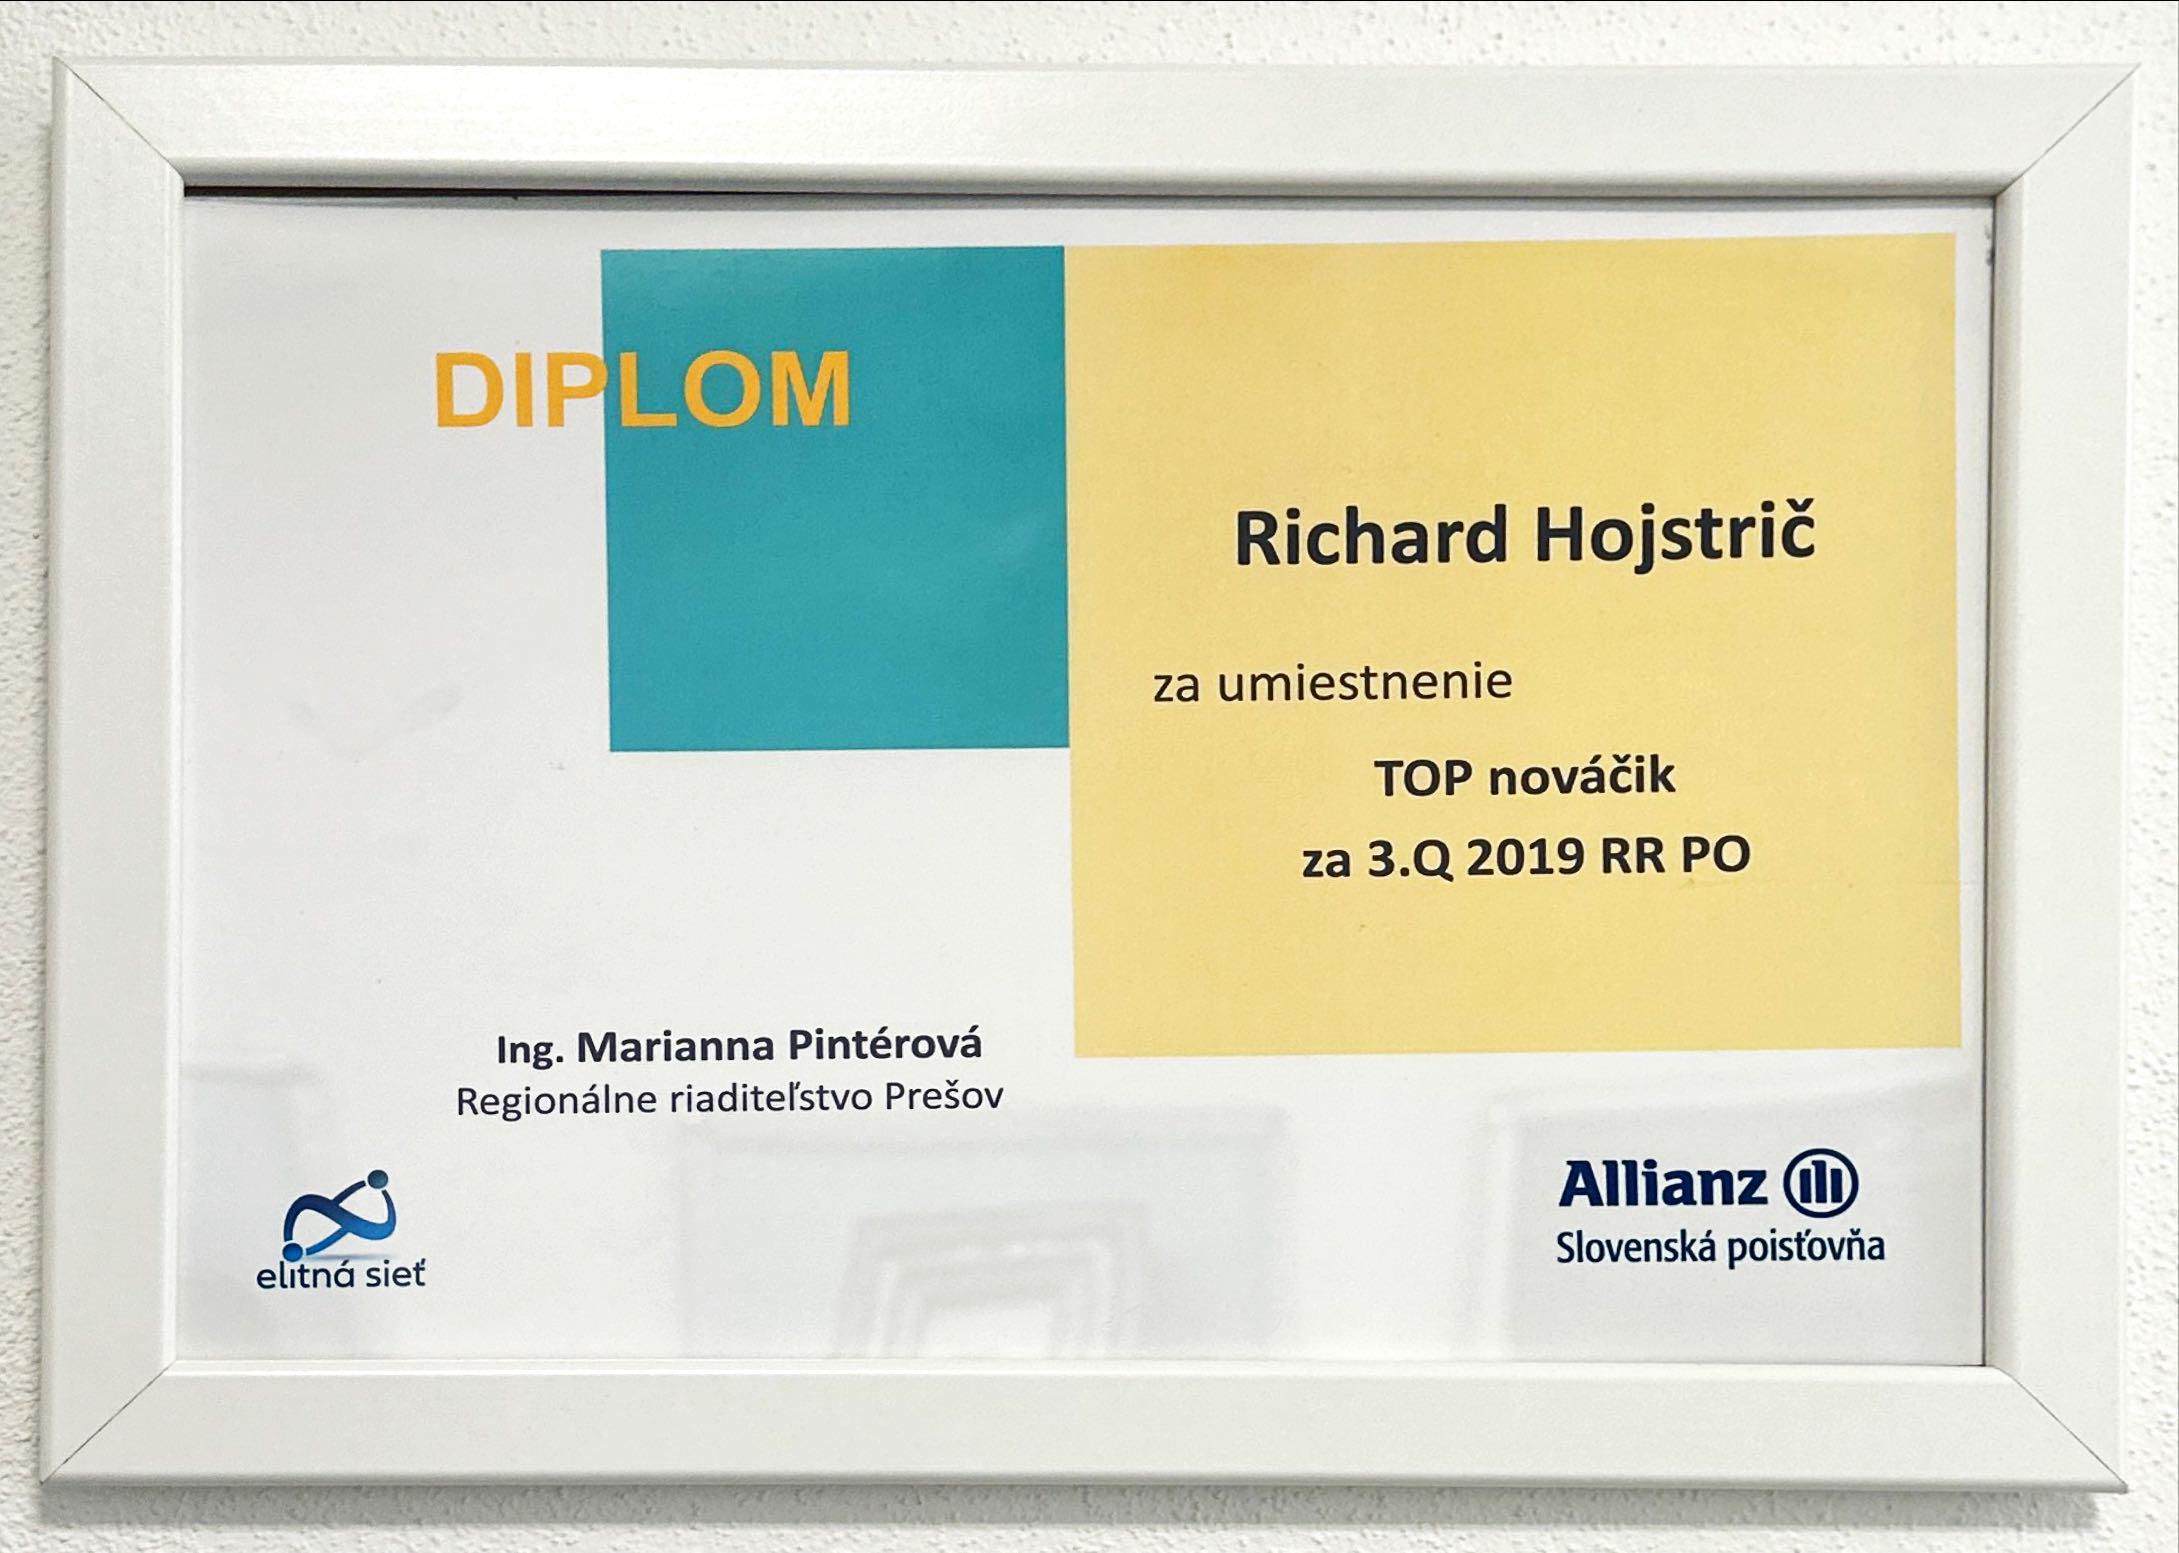 DIPLOM
Richard Hojstrič
za umiestnenie
TOP nováčik
za 3.Q 2019 RR PO
Ing. Marianna Pintérová
Regionálne riaditeľstvo Prešov
elitná sieť
Allianz
Slovenská poisťovňa